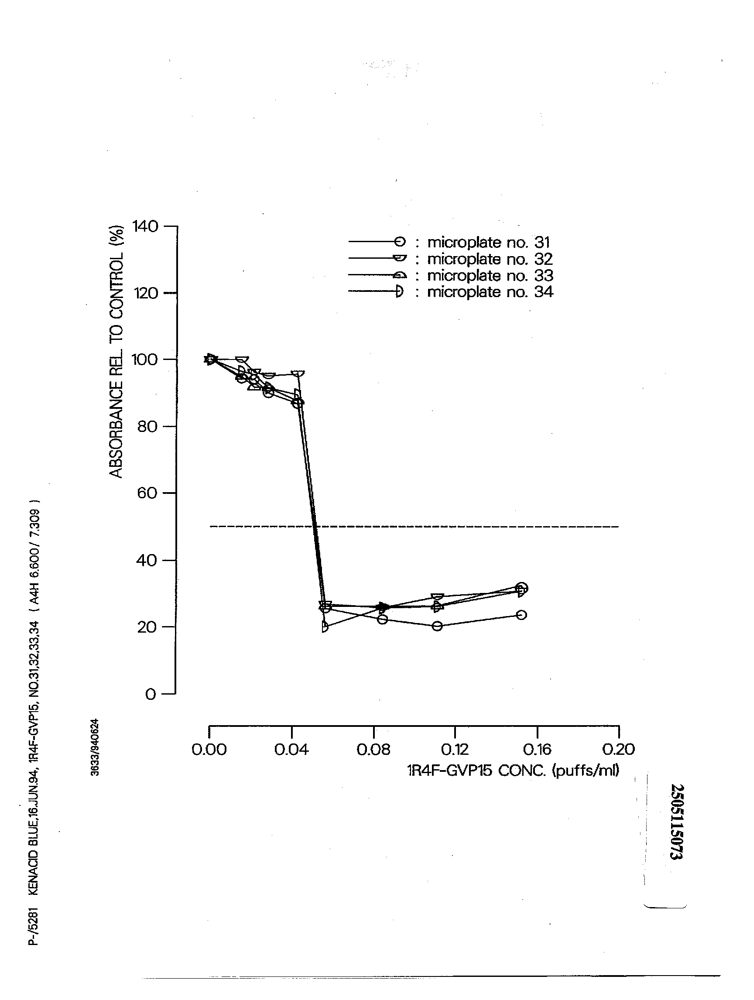 140
120
100
80
60
40
20
0
ABSORBANCE REL. TO CONTROL (%)
: microplate no. 31
: microplate no. 32
: microplate no. 33
: microplate no. 34
0.00 0.04 0.08 0.12 0.16 0.20
1R4F-GVP15 CONC. (puffs/ml)
P-/5281 KENACID BLUE,16.JUN.94, 1R4F-GVP15, NO.31,32,33,34 ( A4H 6.600/ 7.309 )
3633/940624
2505115073